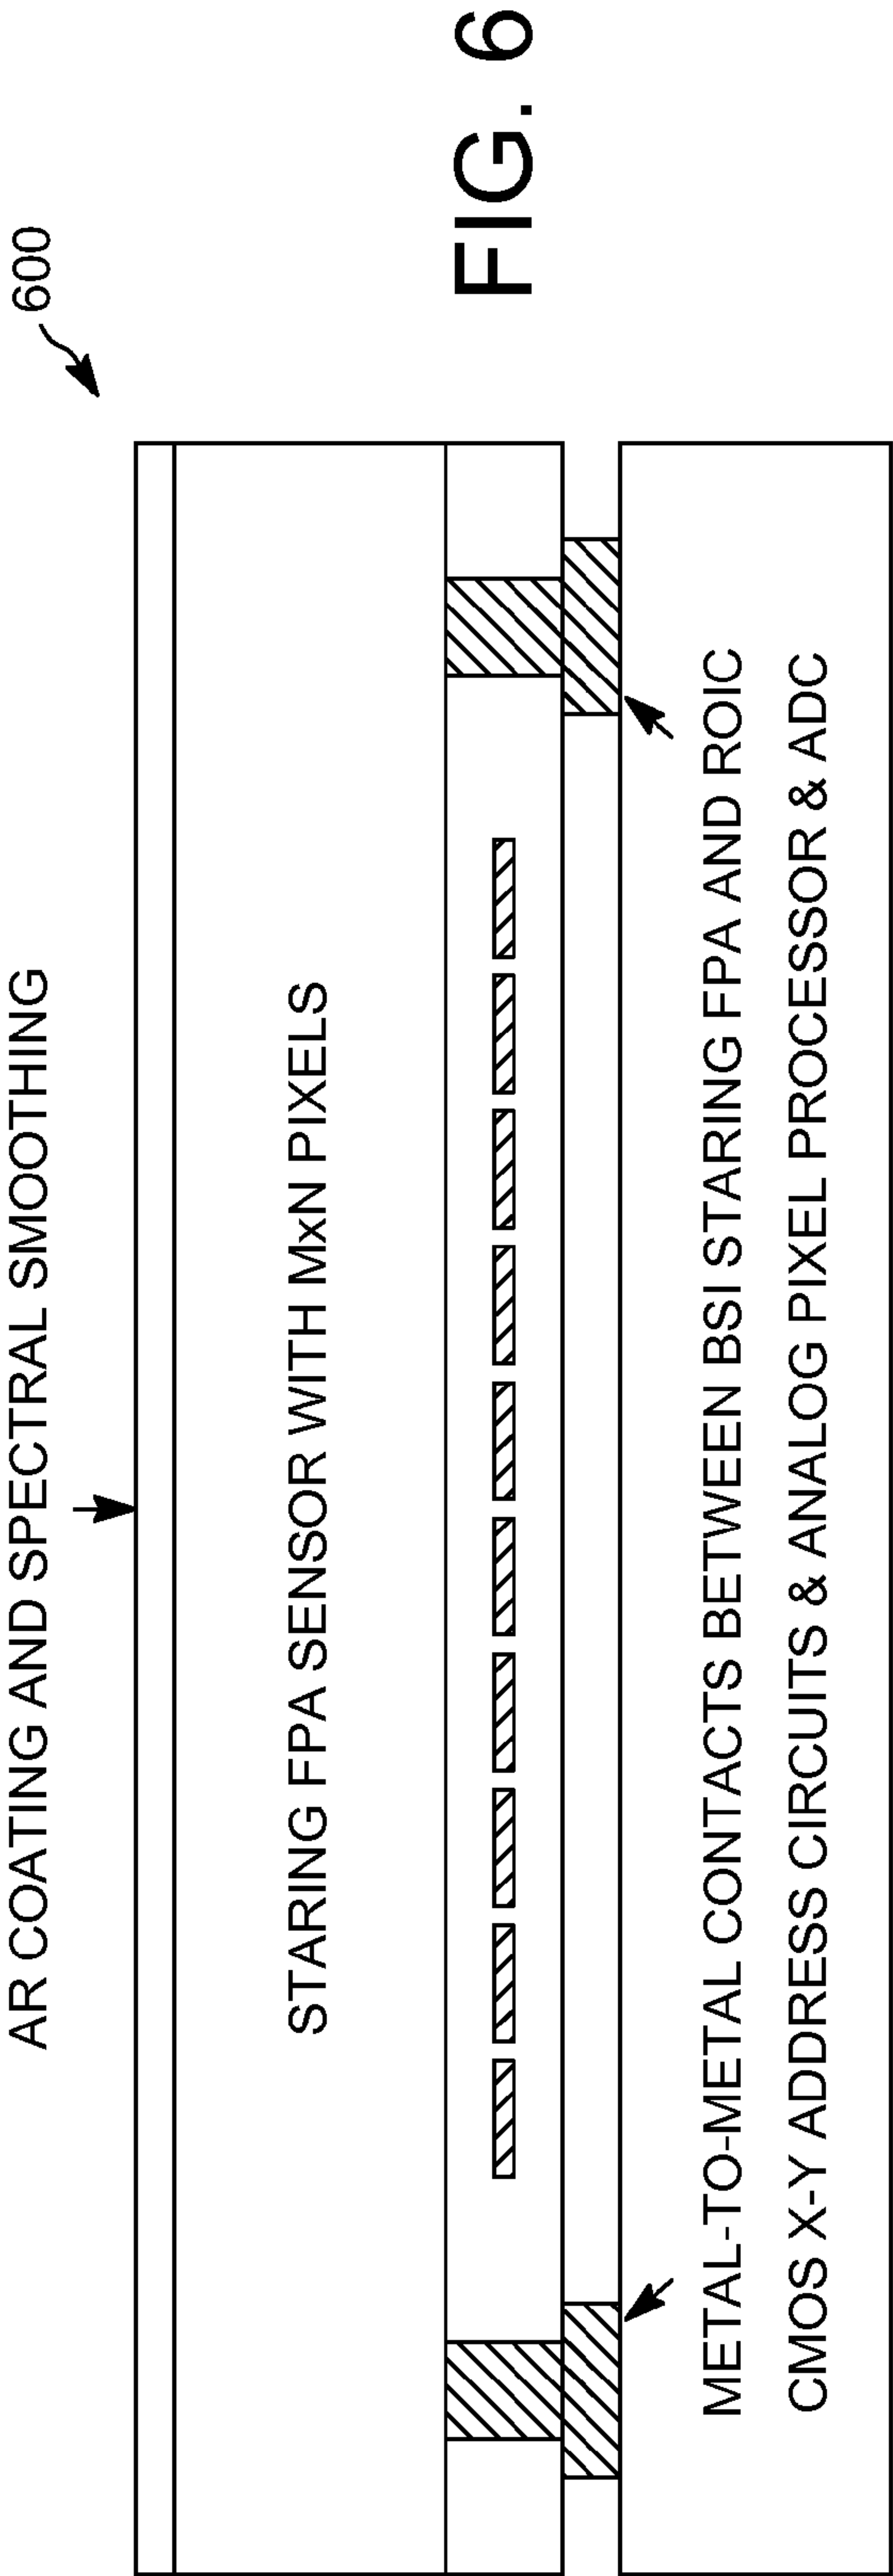 AR COATING AND SPECTRAL SMOOTHING
600
STARING FPA SENSOR WITH MxN PIXELS
METAL-TO-METAL CONTACTS BETWEEN BSI STARING FPA AND ROIC
CMOS X-Y ADDRESS CIRCUITS & ANALOG PIXEL PROCESSOR & ADC
FIG. 6